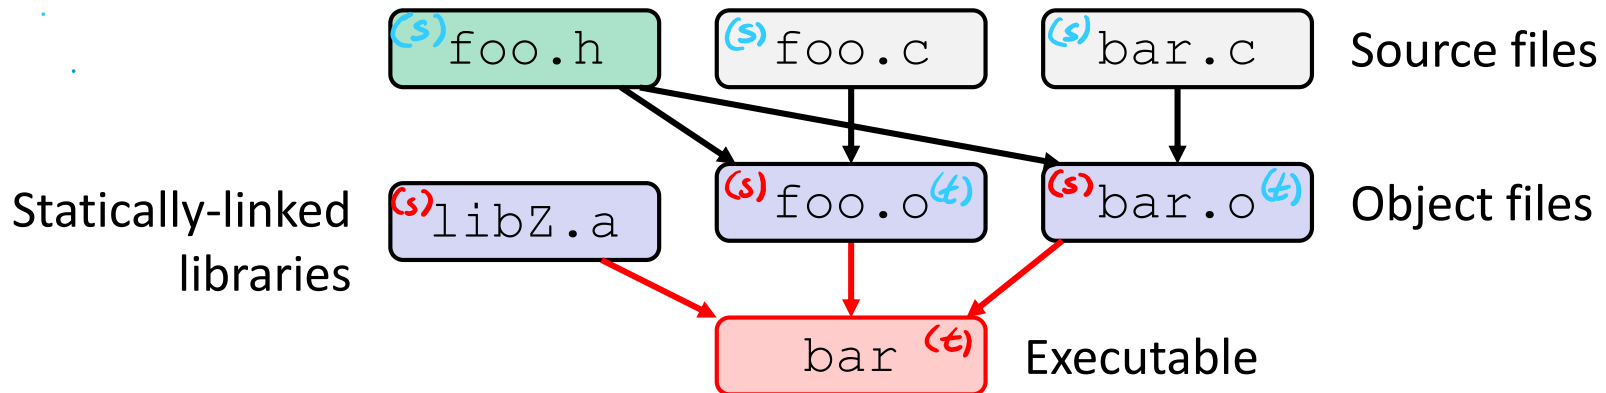 (s) foo.h (s) foo.c (s) bar.c Source files
Statically-linked libraries
(s) libZ.a (s) foo.o (t) (s) bar.o (t) Object files
bar (t) Executable